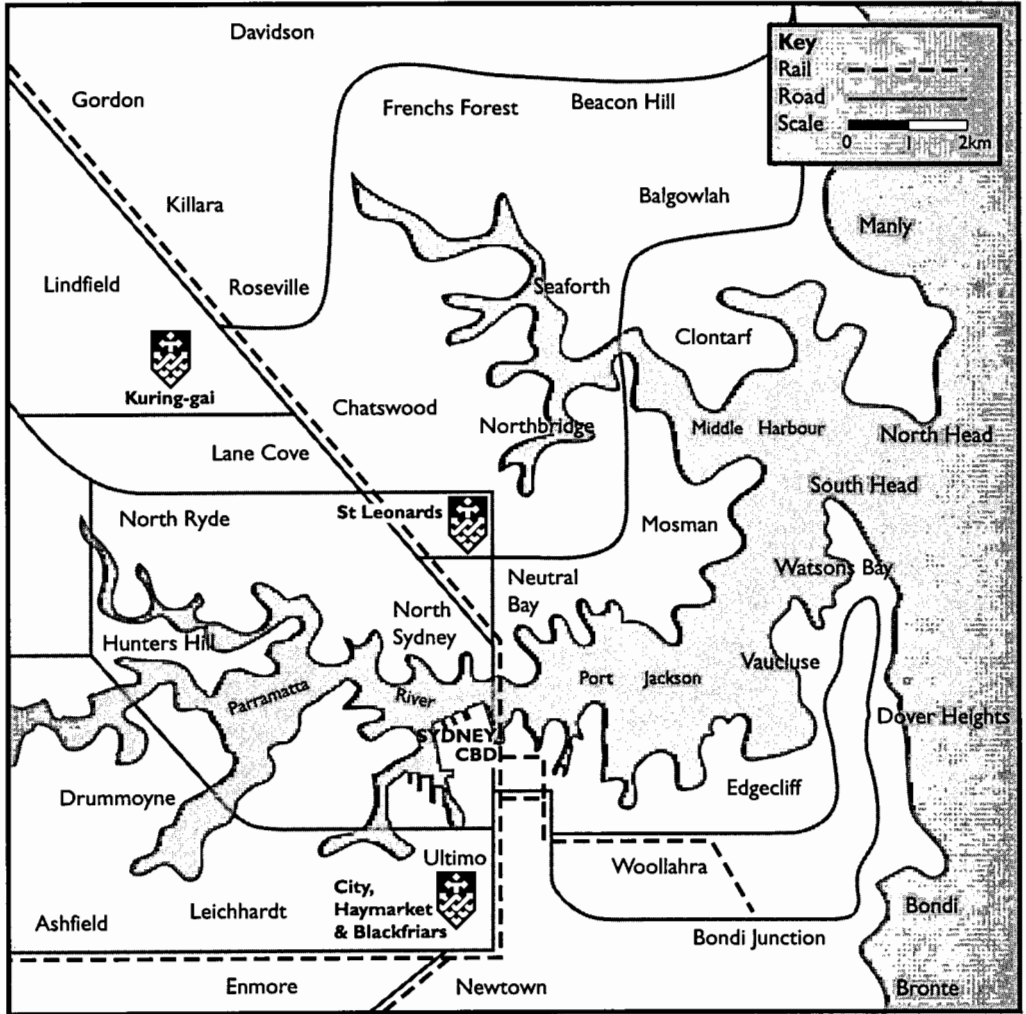 Davidson
Key
Rail
Road
Scale
0 1 2km
Gordon
Frenchs Forest
Beacon Hill
Killara
Balgowlah
Manly
Lindfield
Roseville
Seaforth
Clontarf
Kuring-gai
Chatswood
Northbridge
Middle Harbour
North Head
Lane Cove
South Head
North Ryde
St Leonards
Mosman
Watsons Bay
Neutral
Bay
North
Sydney
Hunters Hill
Vaucluse
Port Jackson
Parramatta
River
Dover Heights
SYDNEY
CBD
Drummoyne
Edgecliff
Ultimo
Woollahra
City,
Haymarket
& Blackfriars
Bondi
Ashfield
Leichhardt
Bondi Junction
Enmore
Newtown
Bronte